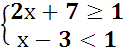 2x + 7 ≥ 1
x − 3 < 1